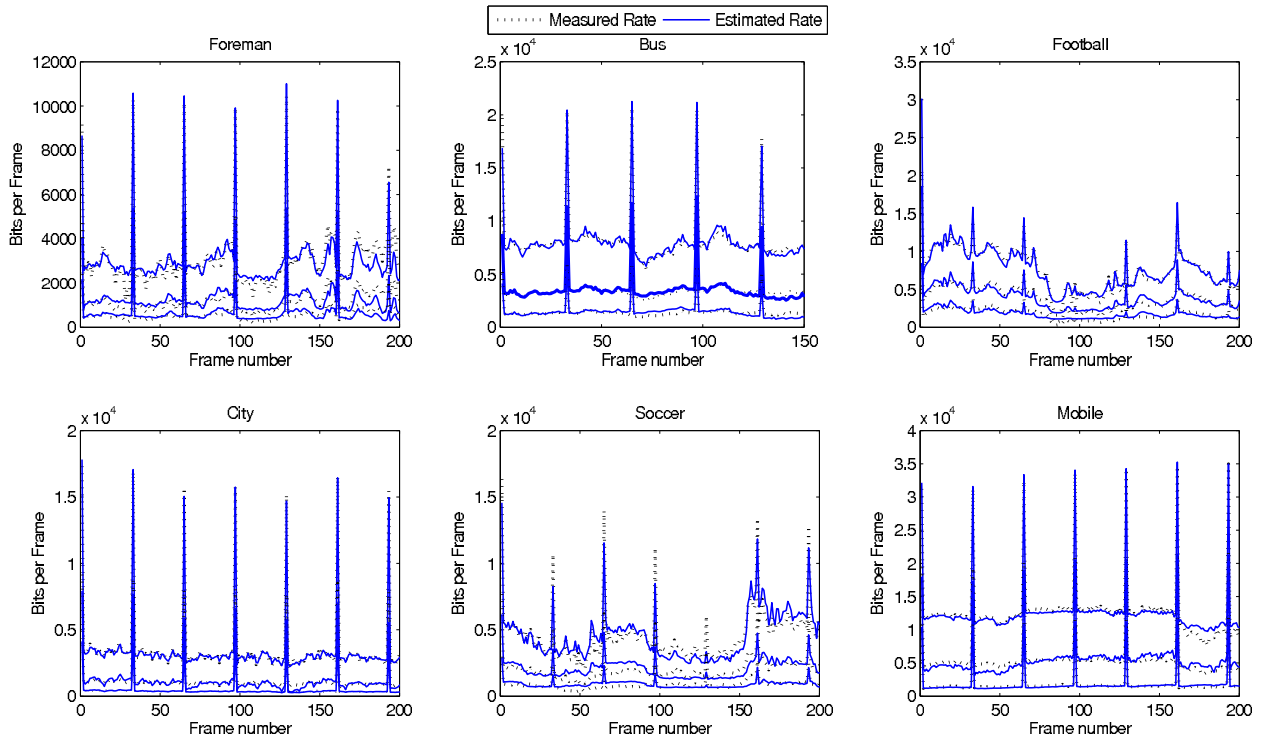 Measured Rate Estimated Rate
Foreman
12000
10000
8000
6000
4000
2000
0
0 50 100 150 200
Bits per Frame
Frame number
Bus
x 10^4
2.5
2
1.5
1
0.5
0
0 50 100 150
Bits per Frame
Frame number
Football
x 10^4
3.5
3
2.5
2
1.5
1
0.5
0
0 50 100 150 200
Bits per Frame
Frame number
City
x 10^4
2
1.5
1
0.5
0
0 50 100 150 200
Bits per Frame
Frame number
Soccer
x 10^4
2
1.5
1
0.5
0
0 50 100 150 200
Bits per Frame
Frame number
Mobile
x 10^4
4
3.5
3
2.5
2
1.5
1
0.5
0
0 50 100 150 200
Bits per Frame
Frame number